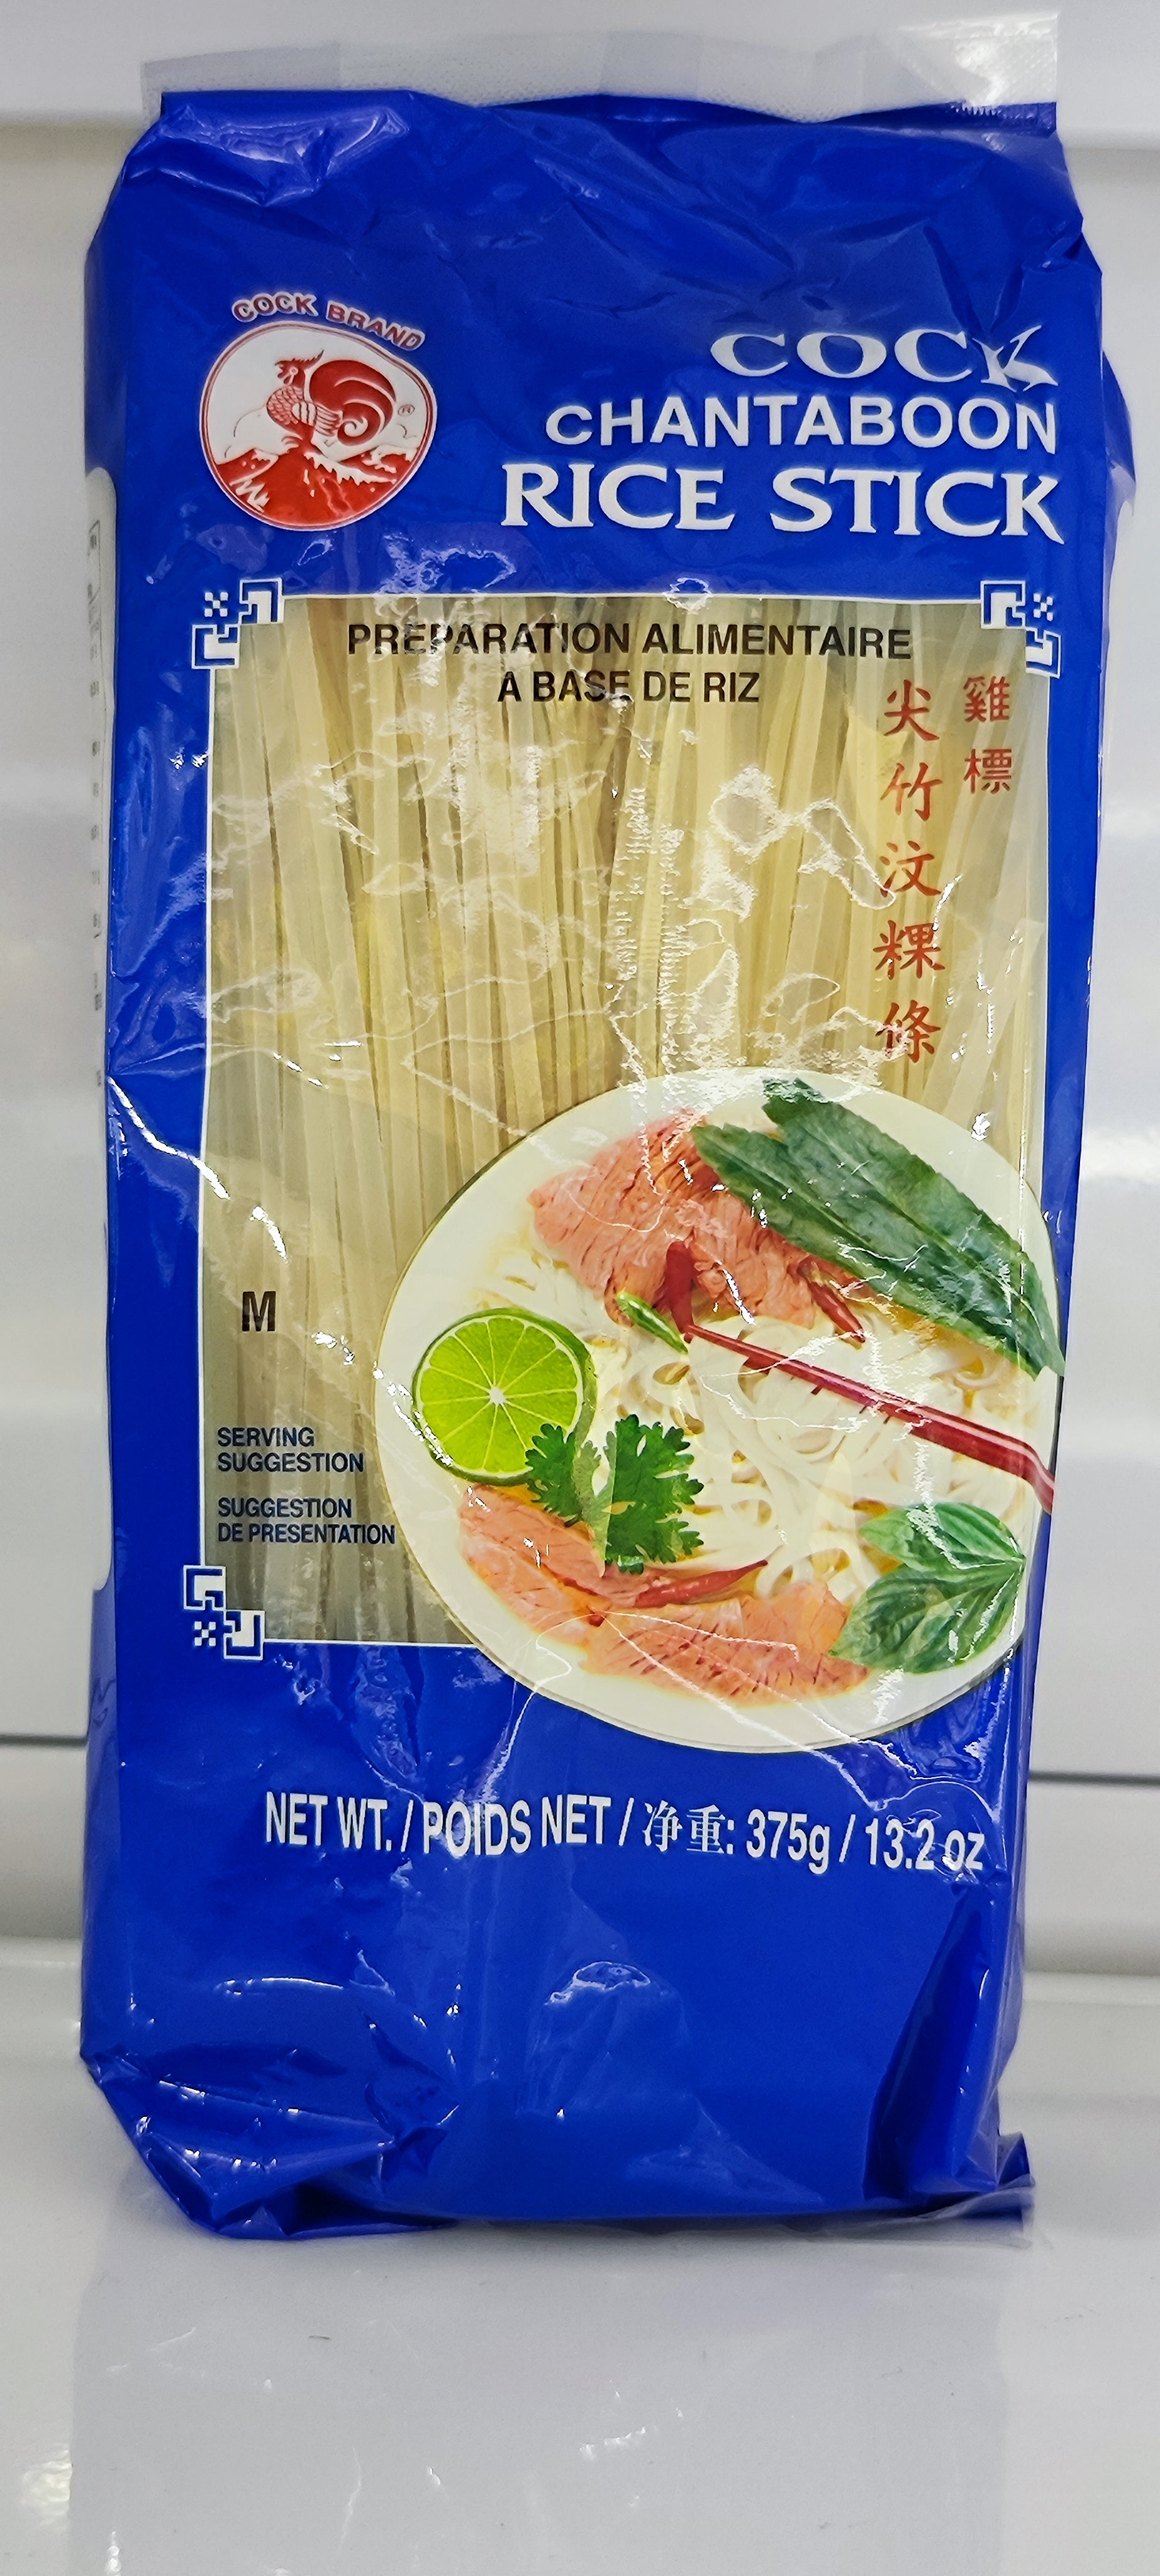 COCK BRAND
®
COCK
CHANTABOON
RICE STICK
PREPARATION ALIMENTAIRE
A BASE DE RIZ
雞標
尖竹汶粿條
M
SERVING
SUGGESTION
SUGGESTION
DE PRESENTATION
NET WT. / POIDS NET / 净重: 375g / 13.2 oz